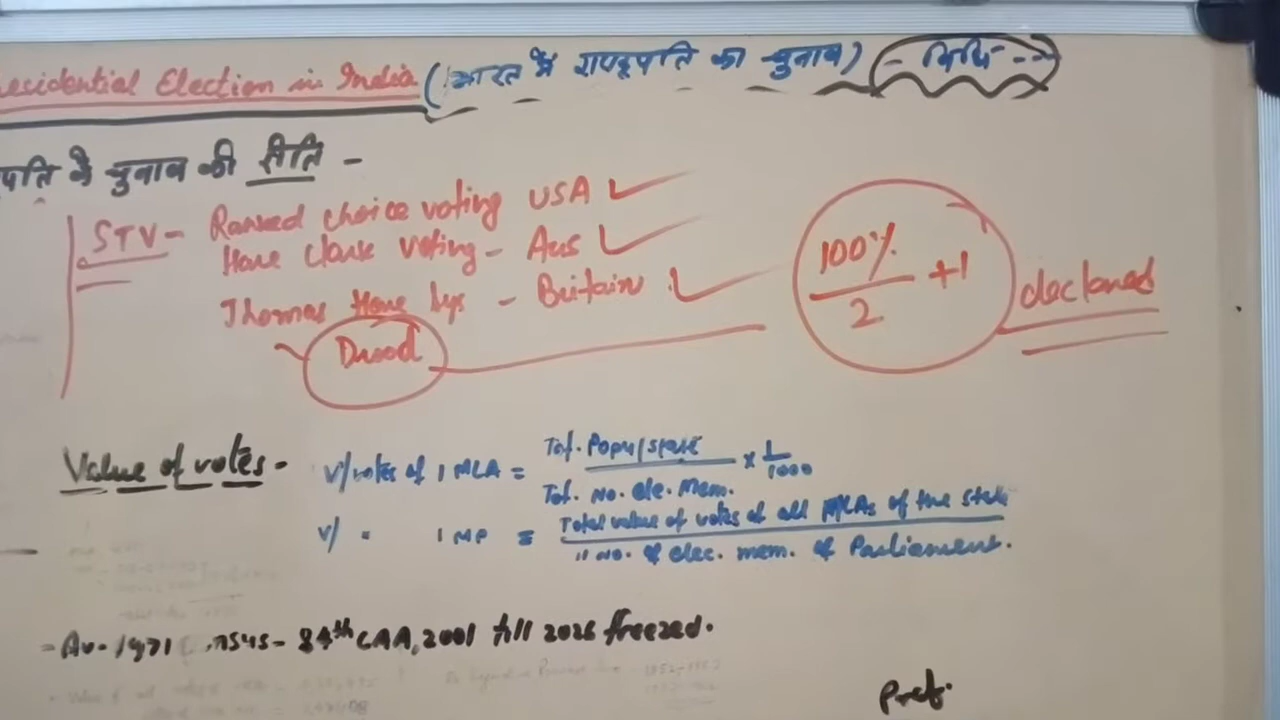 esidential Election in India (भारत में राष्ट्रपति का चुनाव) - विधि - -
पति के चुनाव की रीति -
STV - Ranked choice voting USA ✓
Hare Clark voting - Aus ✓
Thomas Hare Sys - Britain ✓
Drood
100%/2 +1 declared
Value of votes -
v/votes of 1 MLA = Tot. Popu/state / Tot. No. ele. Mem. × 1/1000
v/ " 1 MP = Total value of votes of all MLAs of the state / " No. of elec. mem. of Parliament.
- Av. 1971 - 84th CAA, 2001 till 2026 freezed.
Pref.